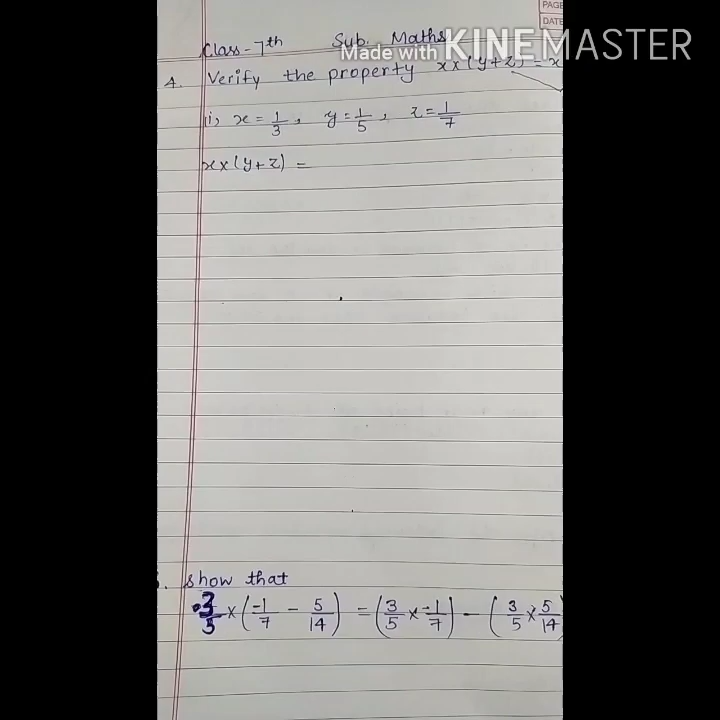 PAGE
DATE
Class - 7th Sub. Maths
Made with KINEMASTER
4. Verify the property x×(y+z) = x
(i) x = 1/3, y = 1/5, z = 1/7
x×(y+z) =
Show that
3/5 × (-1/7 - 5/14) = (3/5 × -1/7) - (3/5 × 5/14)